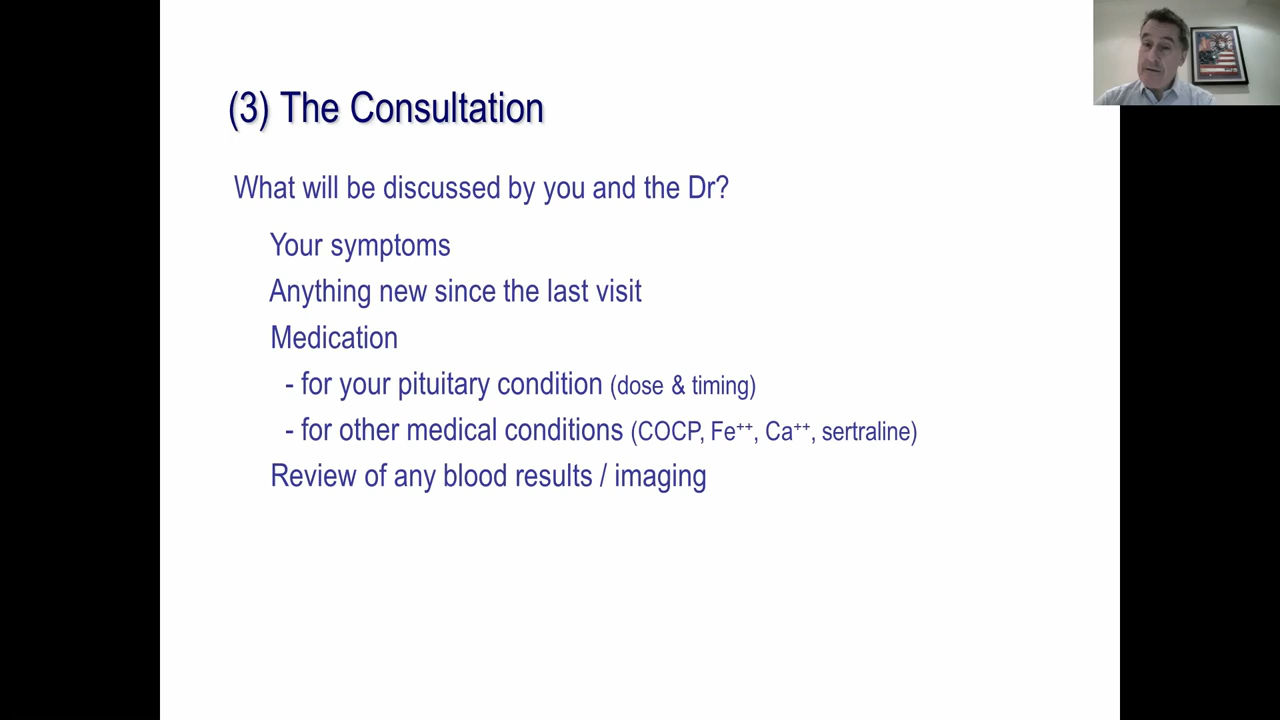 (3) The Consultation
What will be discussed by you and the Dr?
Your symptoms
Anything new since the last visit
Medication
- for your pituitary condition (dose & timing)
- for other medical conditions (COCP, Fe⁺⁺, Ca⁺⁺, sertraline)
Review of any blood results / imaging